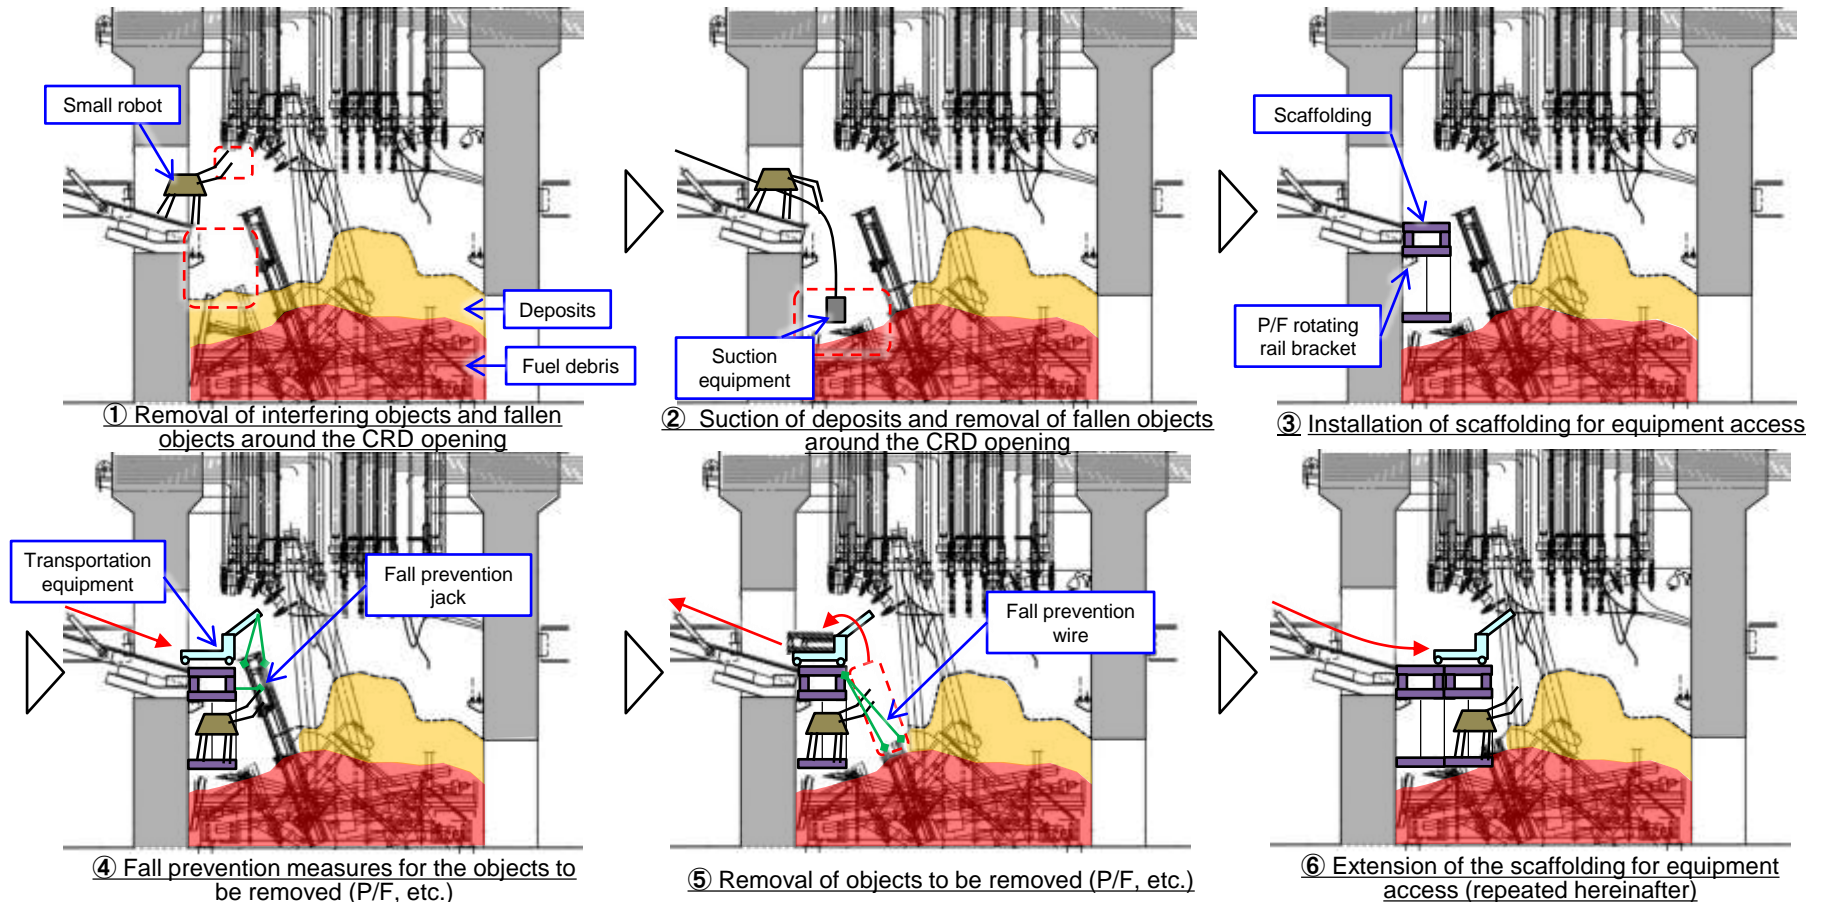 Small robot
Deposits
Fuel debris
① Removal of interfering objects and fallen
objects around the CRD opening
Suction
equipment
② Suction of deposits and removal of fallen objects
around the CRD opening
Scaffolding
P/F rotating
rail bracket
③ Installation of scaffolding for equipment access
Transportation
equipment
Fall prevention
jack
④ Fall prevention measures for the objects to
be removed (P/F, etc.)
Fall prevention
wire
⑤ Removal of objects to be removed (P/F, etc.)
⑥ Extension of the scaffolding for equipment
access (repeated hereinafter)